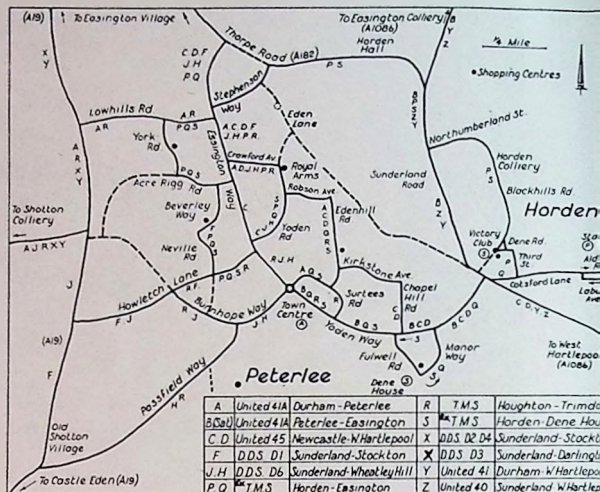 (A19)
To Easington Village
To Easington Colliery
(A1086)
B
Y
Z
¼ Mile
Shopping Centres
X
Y
C.D.F
J H
P Q
Thorpe Road (A182)
Horden
Hall
P S
Stephenson
Way
Lowhills Rd
A R
A R
P Q S
York
Rd
Essington
Way
A.C.D.F
J.H.P.R.
Eden
Lane
B
P
S
Z
Y
Northumberland St.
A
R
X
Y
Crawford Av.
A D J.H.P.R
Royal
Arms
Horden
Colliery
P
S
P Q S
Acre Rigg Rd
Robson Ave
Sunderland
Road
Blackhills Rd.
To Shotton
Colliery
Beverley
Way
C
Yoden
Rd
A
C
D
Q
R
S
Edenhill
Rd
B
Z
Y
Horden
Victory
Club
Dene Rd.
Third
St.
A J R X Y
Neville
Rd
P Q S R
R J H
A Q S
Kirkstone Ave.
P
Q
Cotsford Lane
J
Howletch Lane
R F.
Burnhope Way
Town
Centre
B Q R S
R
Surtees
Rd
C
D
Chapel
Hill
Rd
C D, Y, Z
F J
R S
J H
Yoden Way
B Q S
B C D
B C D Q
(A19)
F
Passfield Way
H R
Fulwell
Rd
Manor
Way
S
Q
Dene
House
To West
Hartlepool
(A1086)
Peterlee
Old
Shotton
Village
To Castle Eden (A19)
A United 41A Durham-Peterlee R T.M.S Houghton-Trimdo
B(Sat) United 41A Peterlee-Easington S T.M.S Horden-Dene Hou
C.D United 45 Newcastle-W.Hartlepool X D.D.S. D2 D4 Sunderland-Stockt
F D.D.S D1 Sunderland-Stockton X D.D.S D3 Sunderland-Darlingt
J.H D.D.S. D6 Sunderland-Wheatley Hill Y United 41 Durham-W.Hartlepo
P.Q T.M.S Horden-Easington Z United 40 Sunderland W.Hartlep